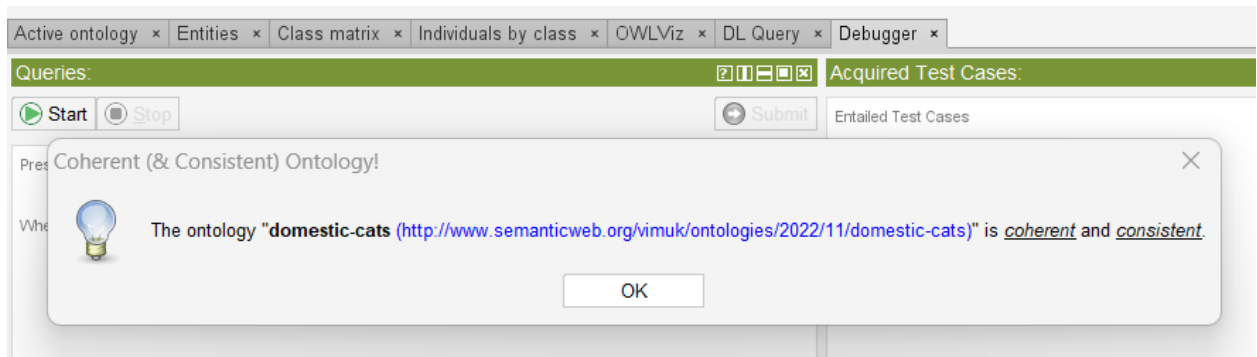 Active ontology × Entities × Class matrix × Individuals by class × OWLViz × DL Query × Debugger ×
Queries:
Acquired Test Cases:
Start Stop Submit
Entailed Test Cases
Pres
Coherent (& Consistent) Ontology!
Whe
The ontology "domestic-cats (http://www.semanticweb.org/vimuk/ontologies/2022/11/domestic-cats)" is coherent and consistent.
OK